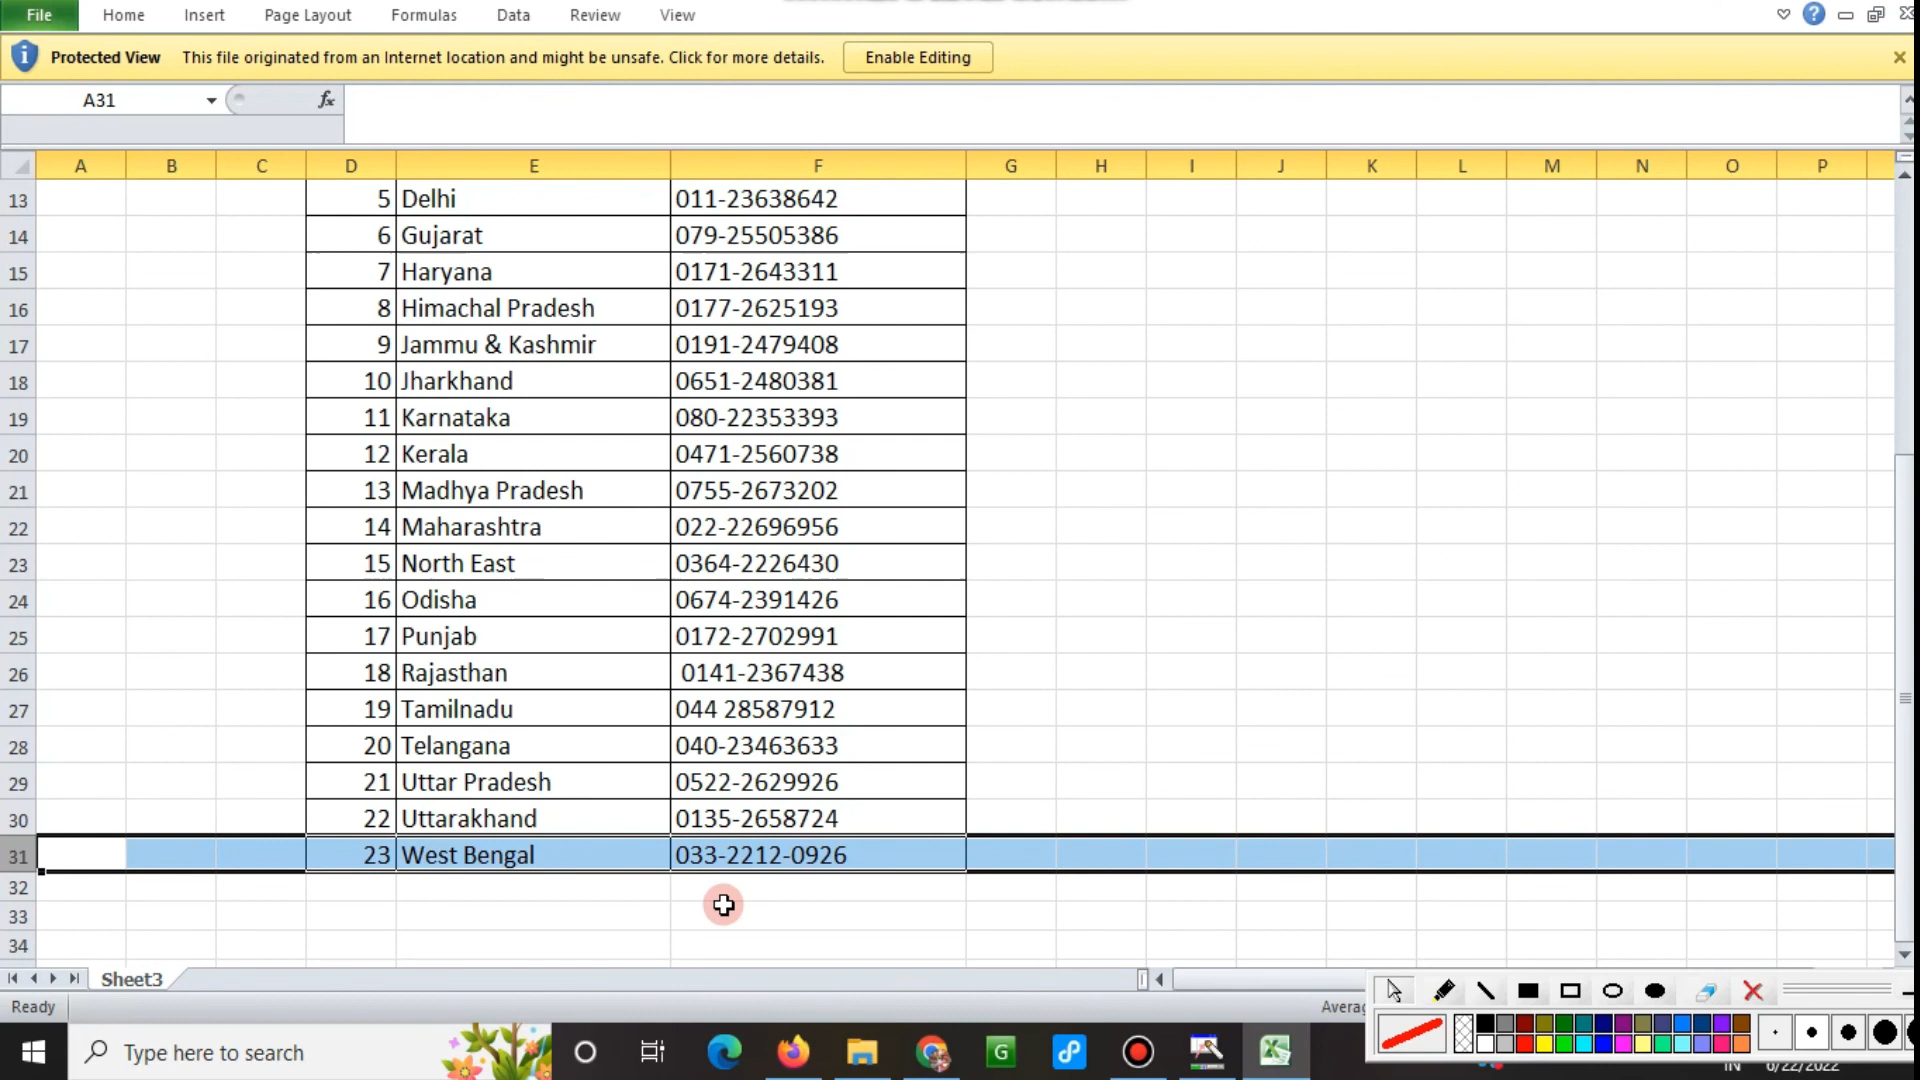 File Home Insert Page Layout Formulas Data Review View
Protected View This file originated from an Internet location and might be unsafe. Click for more details. Enable Editing
A31 fx
A B C D E F G H I J K L M N O P
13 5 Delhi 011-23638642
14 6 Gujarat 079-25505386
15 7 Haryana 0171-2643311
16 8 Himachal Pradesh 0177-2625193
17 9 Jammu & Kashmir 0191-2479408
18 10 Jharkhand 0651-2480381
19 11 Karnataka 080-22353393
20 12 Kerala 0471-2560738
21 13 Madhya Pradesh 0755-2673202
22 14 Maharashtra 022-22696956
23 15 North East 0364-2226430
24 16 Odisha 0674-2391426
25 17 Punjab 0172-2702991
26 18 Rajasthan 0141-2367438
27 19 Tamilnadu 044 28587912
28 20 Telangana 040-23463633
29 21 Uttar Pradesh 0522-2629926
30 22 Uttarakhand 0135-2658724
31 23 West Bengal 033-2212-0926
32
33
34
Sheet3
Ready
Type here to search
G
IN 6/22/2022